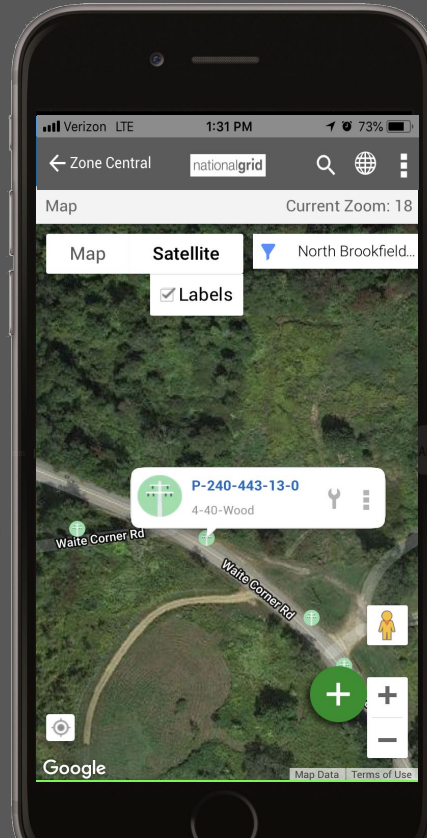 Verizon LTE 1:31 PM 73%
Zone Central nationalgrid
Map Current Zoom: 18
Map Satellite North Brookfield...
Labels
P-240-443-13-0
4-40-Wood
Waite Corner Rd
Waite Corner Rd
Google Map Data Terms of Use